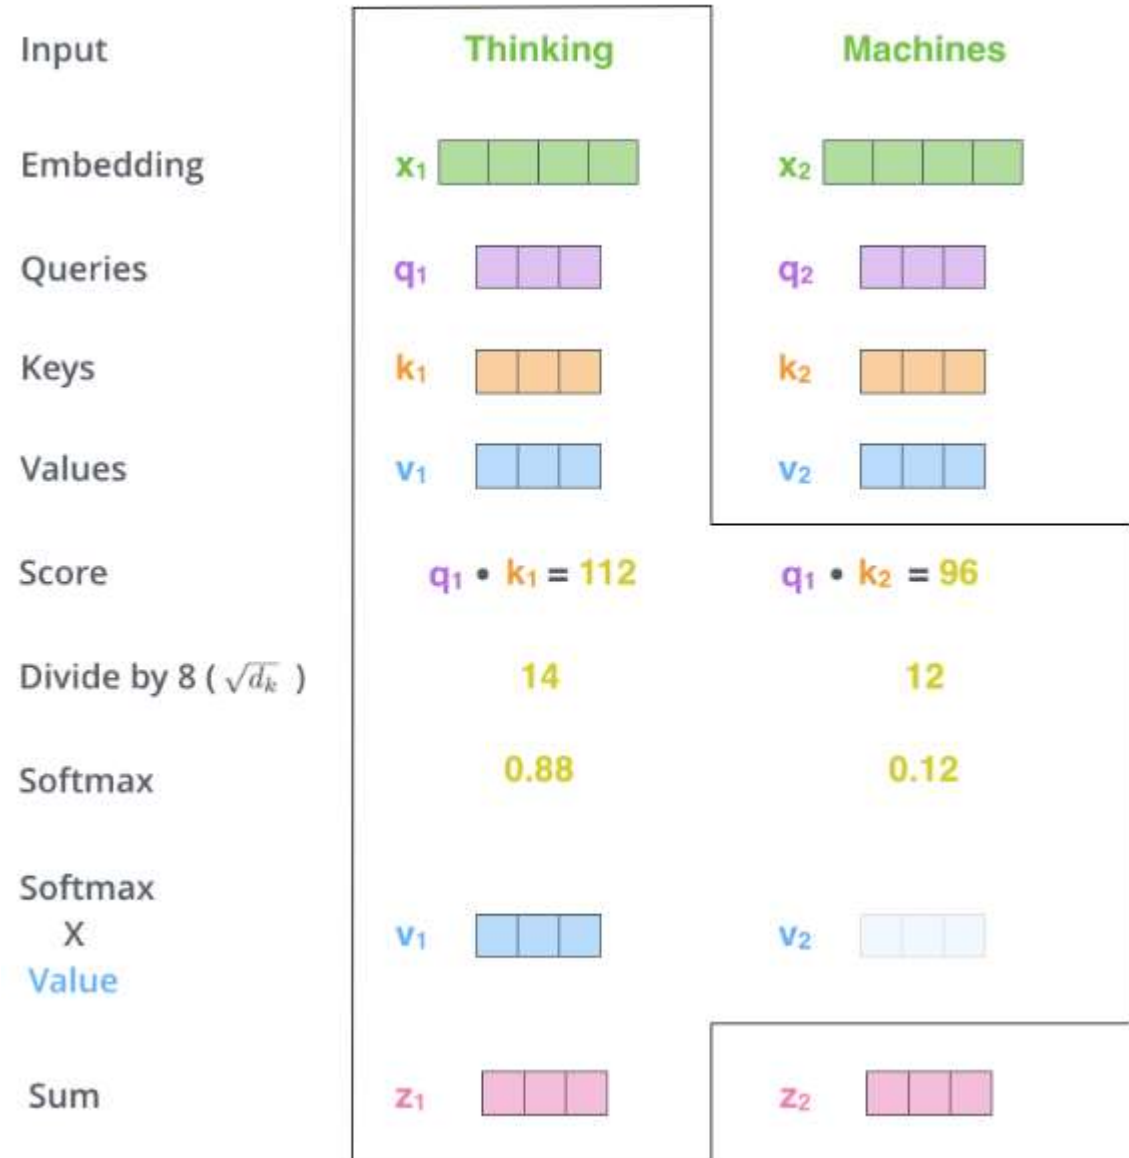 Input Thinking Machines
Embedding x₁ x₂
Queries q₁ q₂
Keys k₁ k₂
Values v₁ v₂
Score q₁ • k₁ = 112 q₁ • k₂ = 96
Divide by 8 ( √dₖ ) 14 12
Softmax 0.88 0.12
Softmax
X
Value v₁ v₂
Sum z₁ z₂